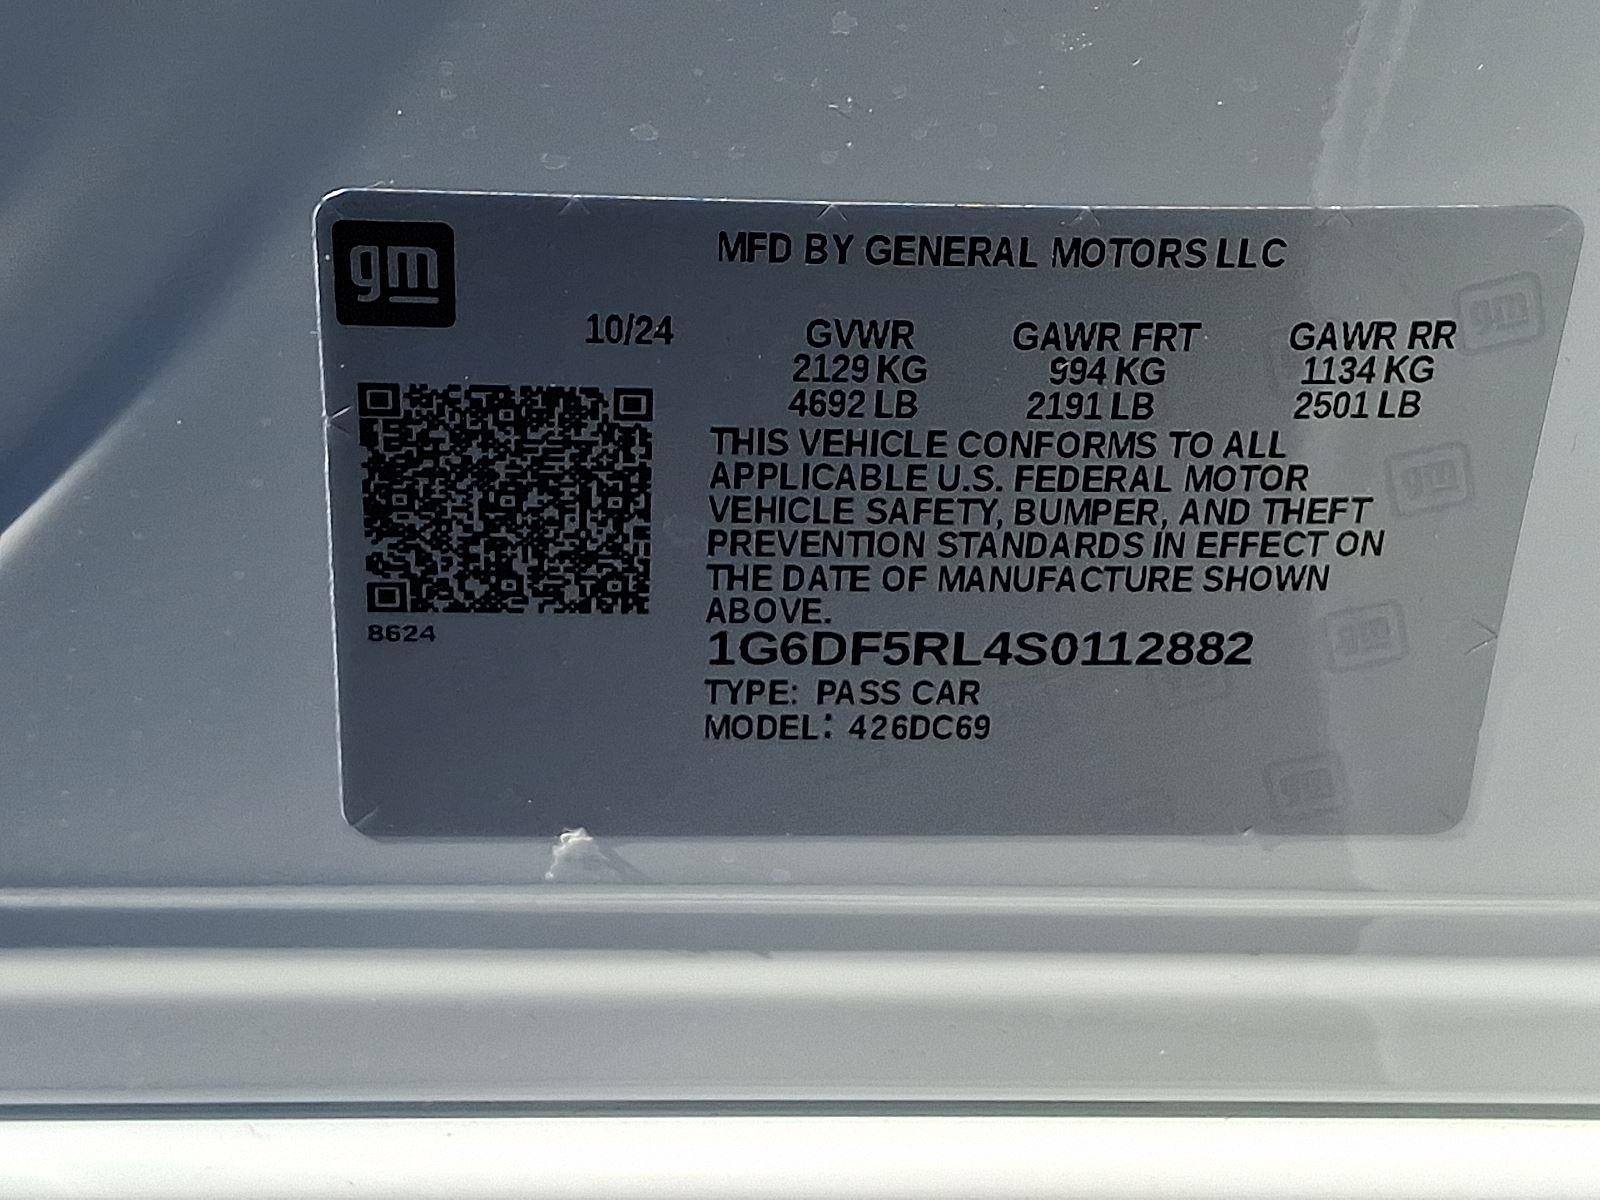 gm
MFD BY GENERAL MOTORS LLC
10/24
GVWR GAWR FRT GAWR RR
2129 KG 994 KG 1134 KG
4692 LB 2191 LB 2501 LB
THIS VEHICLE CONFORMS TO ALL
APPLICABLE U.S. FEDERAL MOTOR
VEHICLE SAFETY, BUMPER, AND THEFT
PREVENTION STANDARDS IN EFFECT ON
THE DATE OF MANUFACTURE SHOWN
ABOVE.
8624
1G6DF5RL4S0112882
TYPE: PASS CAR
MODEL: 426DC69